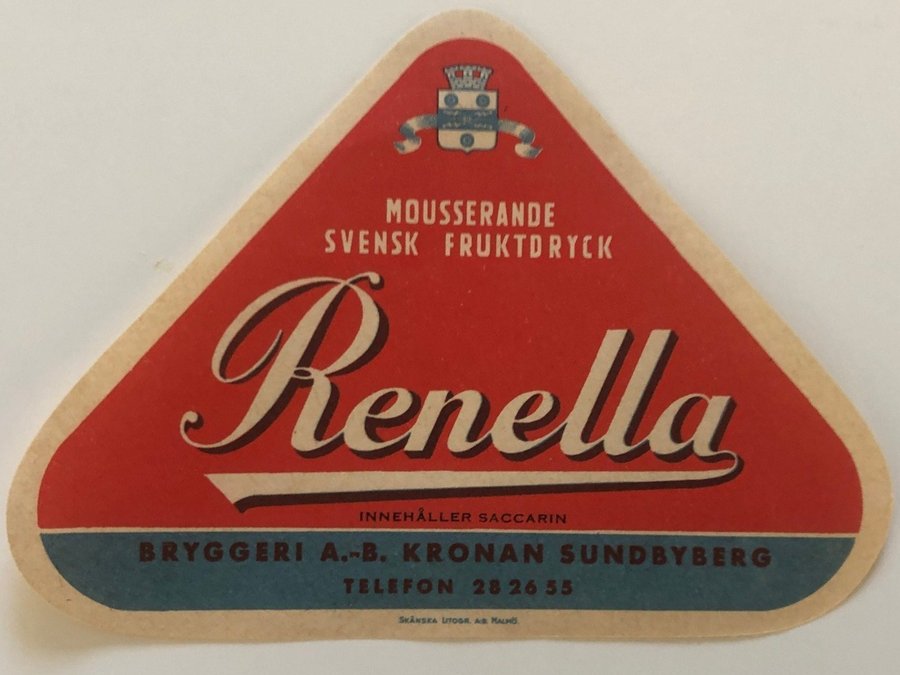 MOUSSERANDE
SVENSK FRUKTDRYCK
Renella
INNEHÅLLER SACCARIN
BRYGGERI A.-B. KRONAN SUNDBYBERG
TELEFON 28 26 55
SKÅNSKA LITOGR. A:B. MALMÖ.